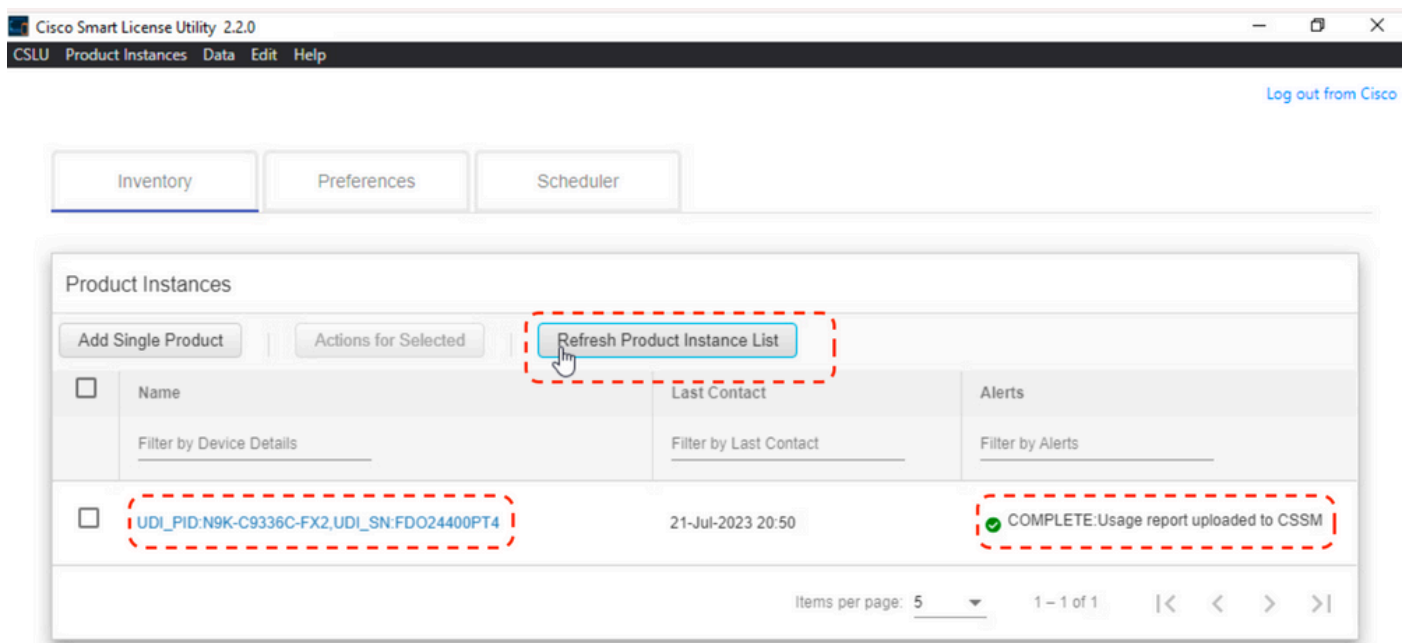 Cisco Smart License Utility 2.2.0
CSLU Product Instances Data Edit Help
Log out from Cisco
Inventory Preferences Scheduler
Product Instances
Add Single Product Actions for Selected Refresh Product Instance List
Name Last Contact Alerts
Filter by Device Details Filter by Last Contact Filter by Alerts
UDI_PID:N9K-C9336C-FX2,UDI_SN:FDO24400PT4 21-Jul-2023 20:50 COMPLETE:Usage report uploaded to CSSM
Items per page: 5 1 – 1 of 1